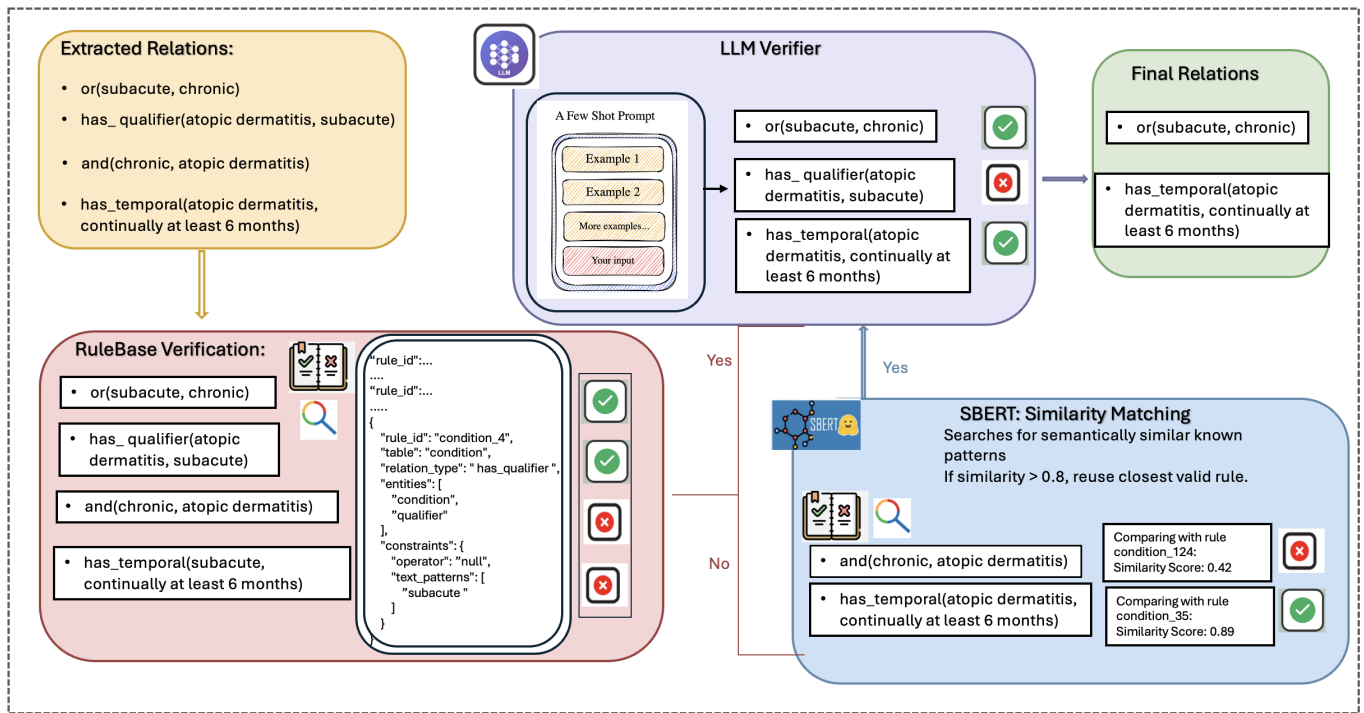 Extracted Relations:
• or(subacute, chronic)
• has_ qualifier(atopic dermatitis, subacute)
• and(chronic, atopic dermatitis)
• has_temporal(atopic dermatitis,
continually at least 6 months)
LLM
LLM Verifier
A Few Shot Prompt
Example 1
Example 2
More examples...
Your input
• or(subacute, chronic)
• has_ qualifier(atopic
dermatitis, subacute)
• has_temporal(atopic
dermatitis, continually at
least 6 months)
Final Relations
• or(subacute, chronic)
• has_temporal(atopic
dermatitis, continually at
least 6 months)
RuleBase Verification:
• or(subacute, chronic)
• has_ qualifier(atopic
dermatitis, subacute)
• and(chronic, atopic dermatitis)
• has_temporal(subacute,
continually at least 6 months)
“rule_id":...
....
“rule_id":...
.....
{
"rule_id": "condition_4",
"table": "condition",
"relation_type": " has_qualifier ",
"entities": [
"condition",
"qualifier"
],
"constraints": {
"operator": "null",
"text_patterns": [
"subacute "
]
}
}
Yes
No
Yes
SBERT
SBERT: Similarity Matching
Searches for semantically similar known
patterns
If similarity > 0.8, reuse closest valid rule.
• and(chronic, atopic dermatitis)
• has_temporal(atopic dermatitis,
continually at least 6 months)
Comparing with rule
condition_124:
Similarity Score: 0.42
Comparing with rule
condition_35:
Similarity Score: 0.89